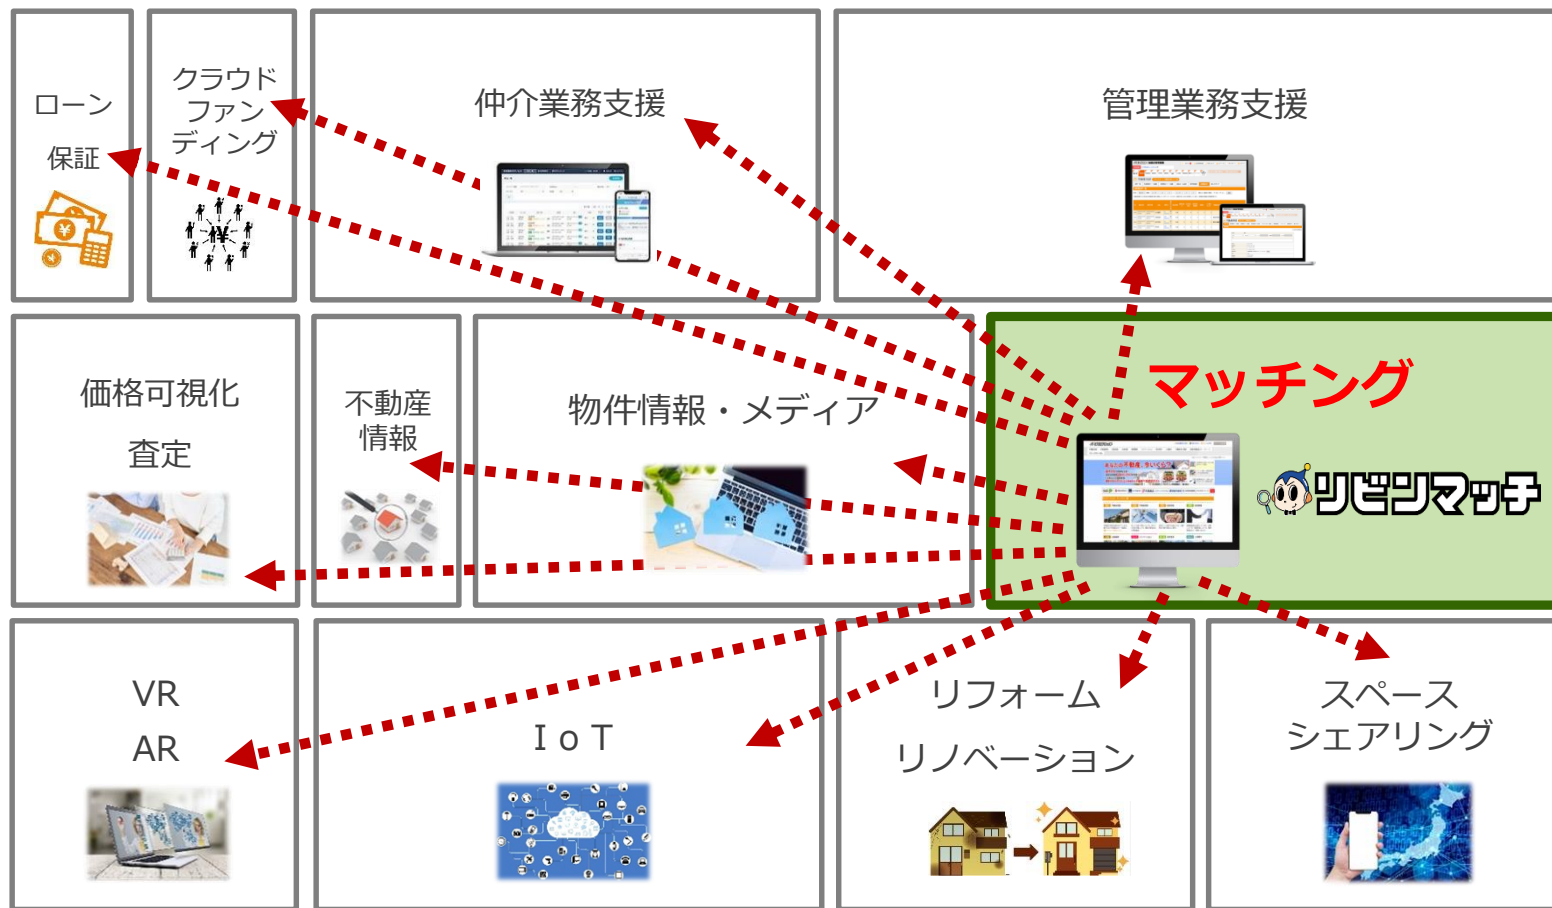 ローン
保証
クラウド
ファン
ディング
仲介業務支援
管理業務支援
価格可視化
査定
不動産
情報
物件情報・メディア
マッチング
リビンマッチ
VR
AR
ＩｏＴ
リフォーム
リノベーション
スペース
シェアリング